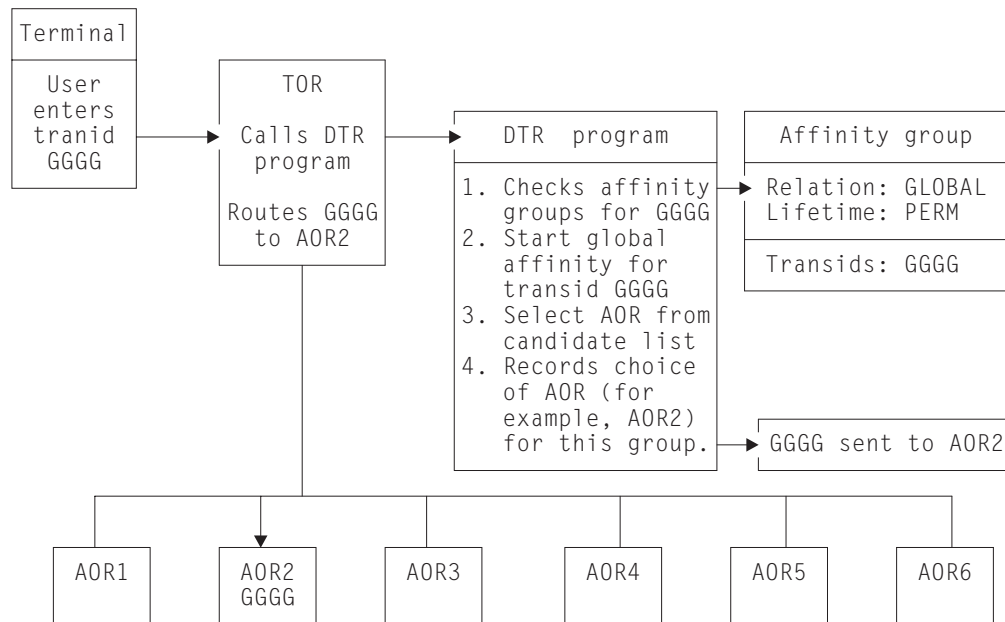 Terminal
User
enters
tranid
GGGG
TOR
Calls DTR
program
Routes GGGG
to AOR2
DTR program
1. Checks affinity
groups for GGGG
2. Start global
affinity for
transid GGGG
3. Select AOR from
candidate list
4. Records choice
of AOR (for
example, AOR2)
for this group.
Affinity group
Relation: GLOBAL
Lifetime: PERM
Transids: GGGG
GGGG sent to AOR2
AOR1
AOR2
GGGG
AOR3
AOR4
AOR5
AOR6